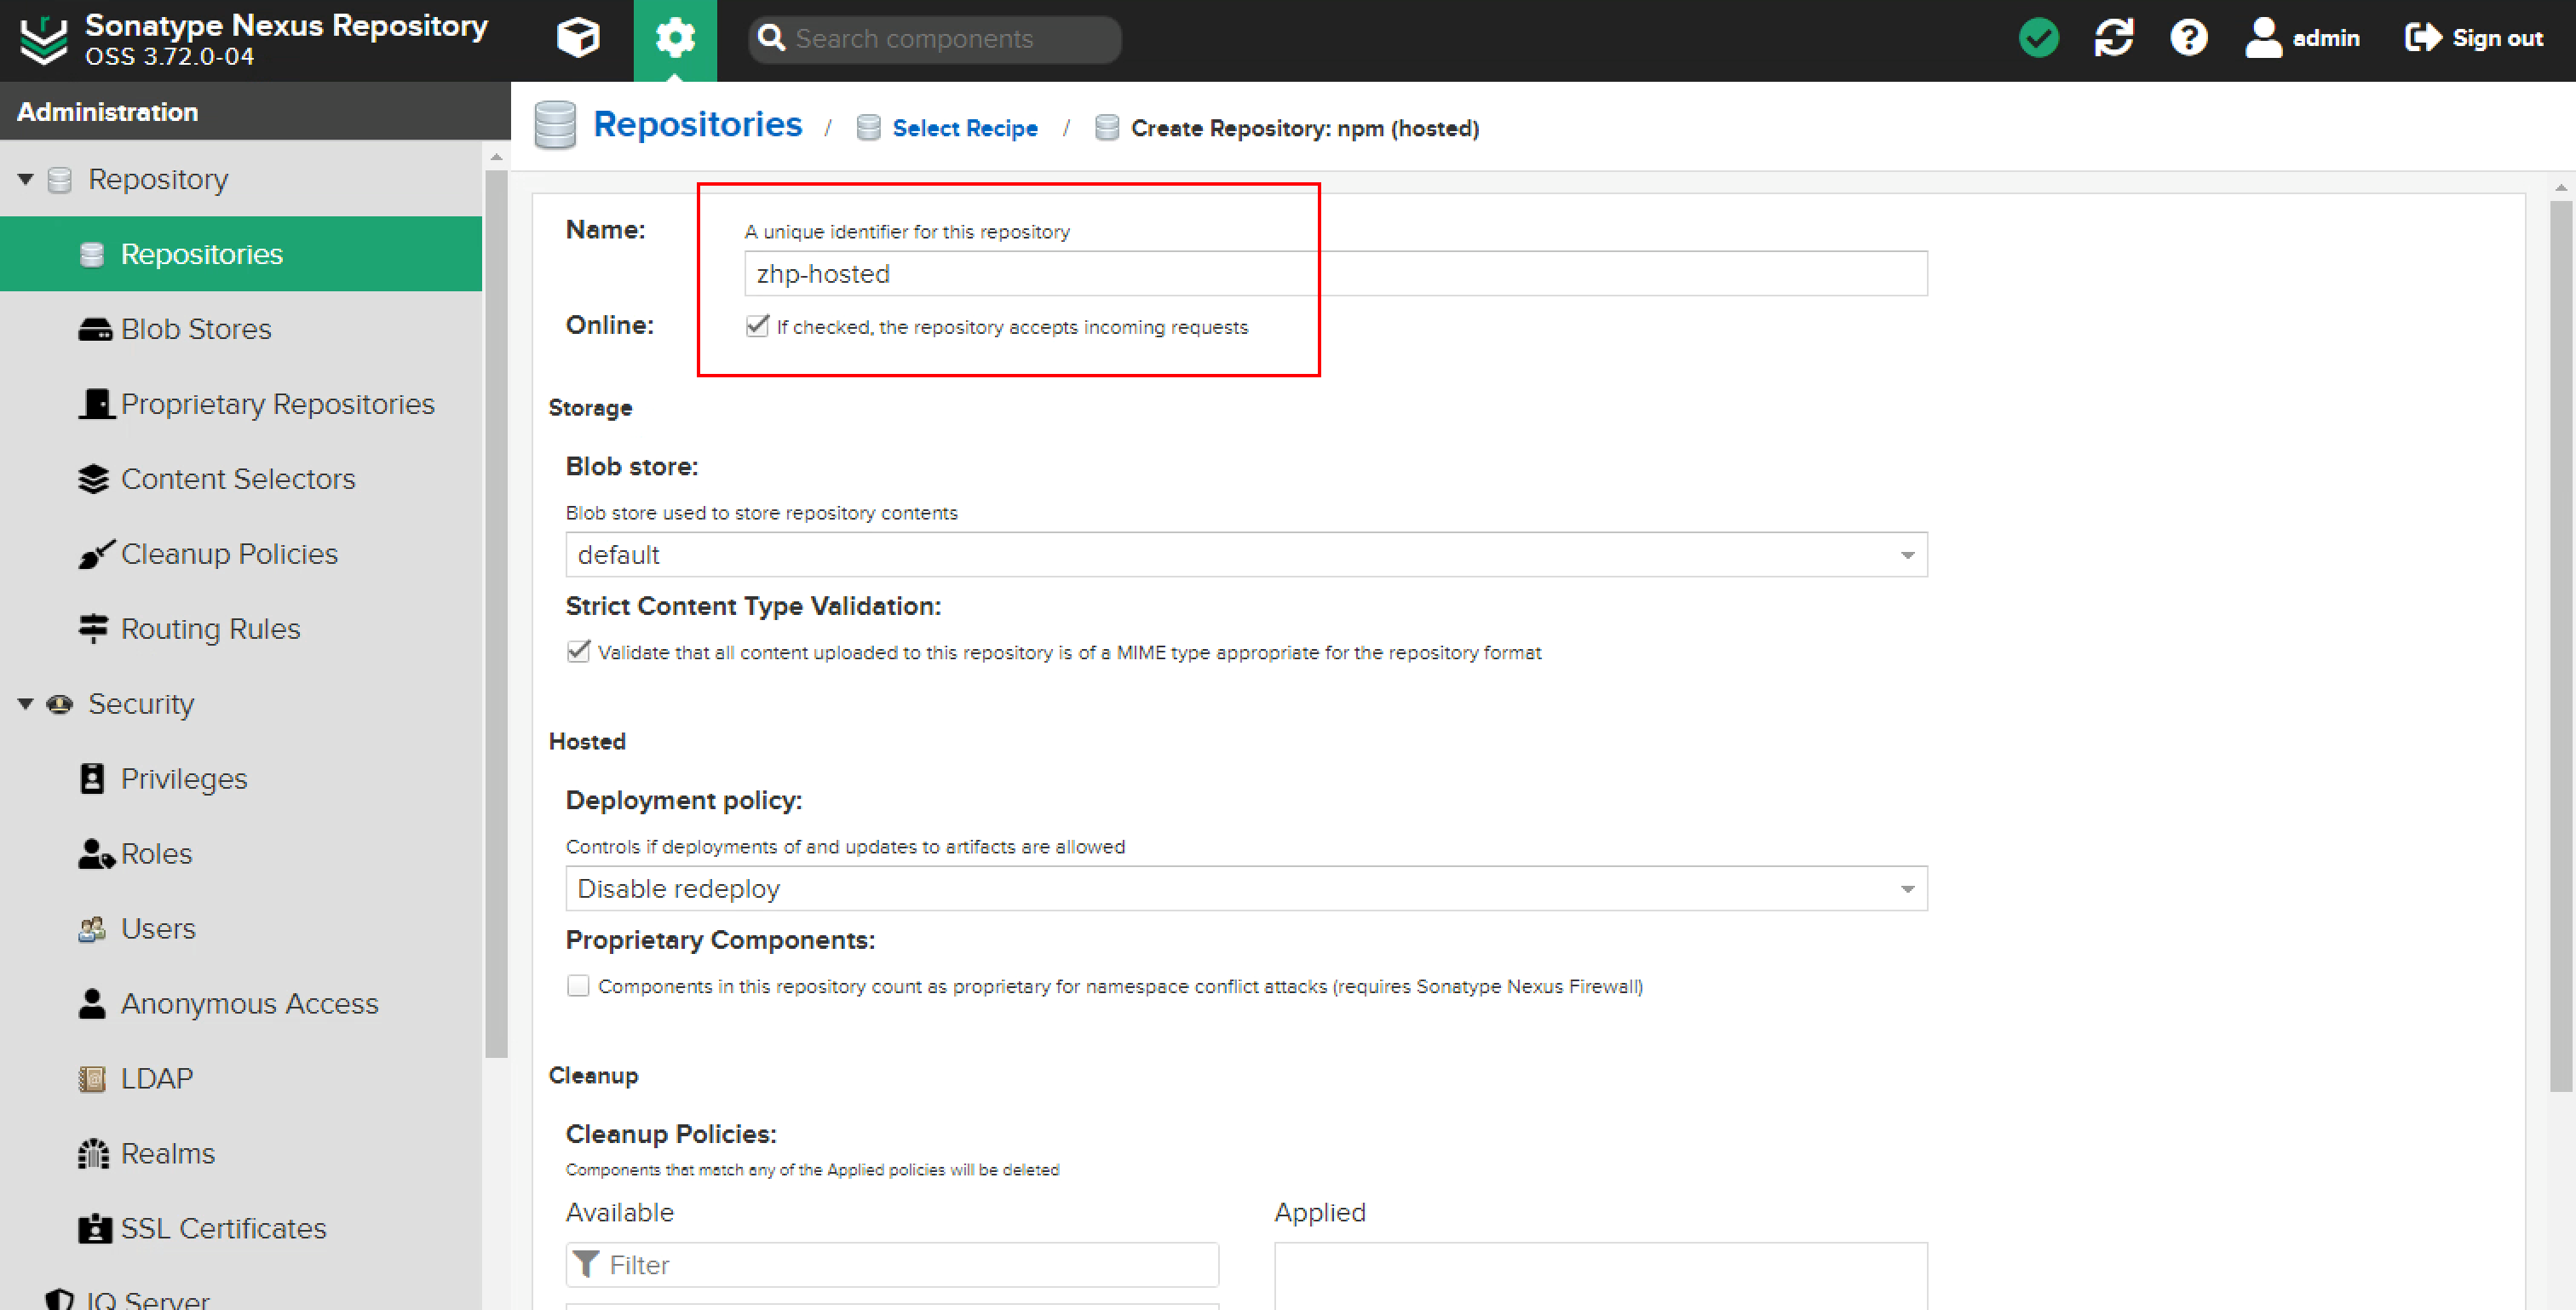 Sonatype Nexus Repository
OSS 3.72.0-04
Search components
admin
Sign out
Administration
Repositories / Select Recipe / Create Repository: npm (hosted)
Repository
Repositories
Blob Stores
Proprietary Repositories
Content Selectors
Cleanup Policies
Routing Rules
Security
Privileges
Roles
Users
Anonymous Access
LDAP
Realms
SSL Certificates
IQ Server
Name:
A unique identifier for this repository
zhp-hosted
Online:
If checked, the repository accepts incoming requests
Storage
Blob store:
Blob store used to store repository contents
default
Strict Content Type Validation:
Validate that all content uploaded to this repository is of a MIME type appropriate for the repository format
Hosted
Deployment policy:
Controls if deployments of and updates to artifacts are allowed
Disable redeploy
Proprietary Components:
Components in this repository count as proprietary for namespace conflict attacks (requires Sonatype Nexus Firewall)
Cleanup
Cleanup Policies:
Components that match any of the Applied policies will be deleted
Available
Applied
Filter